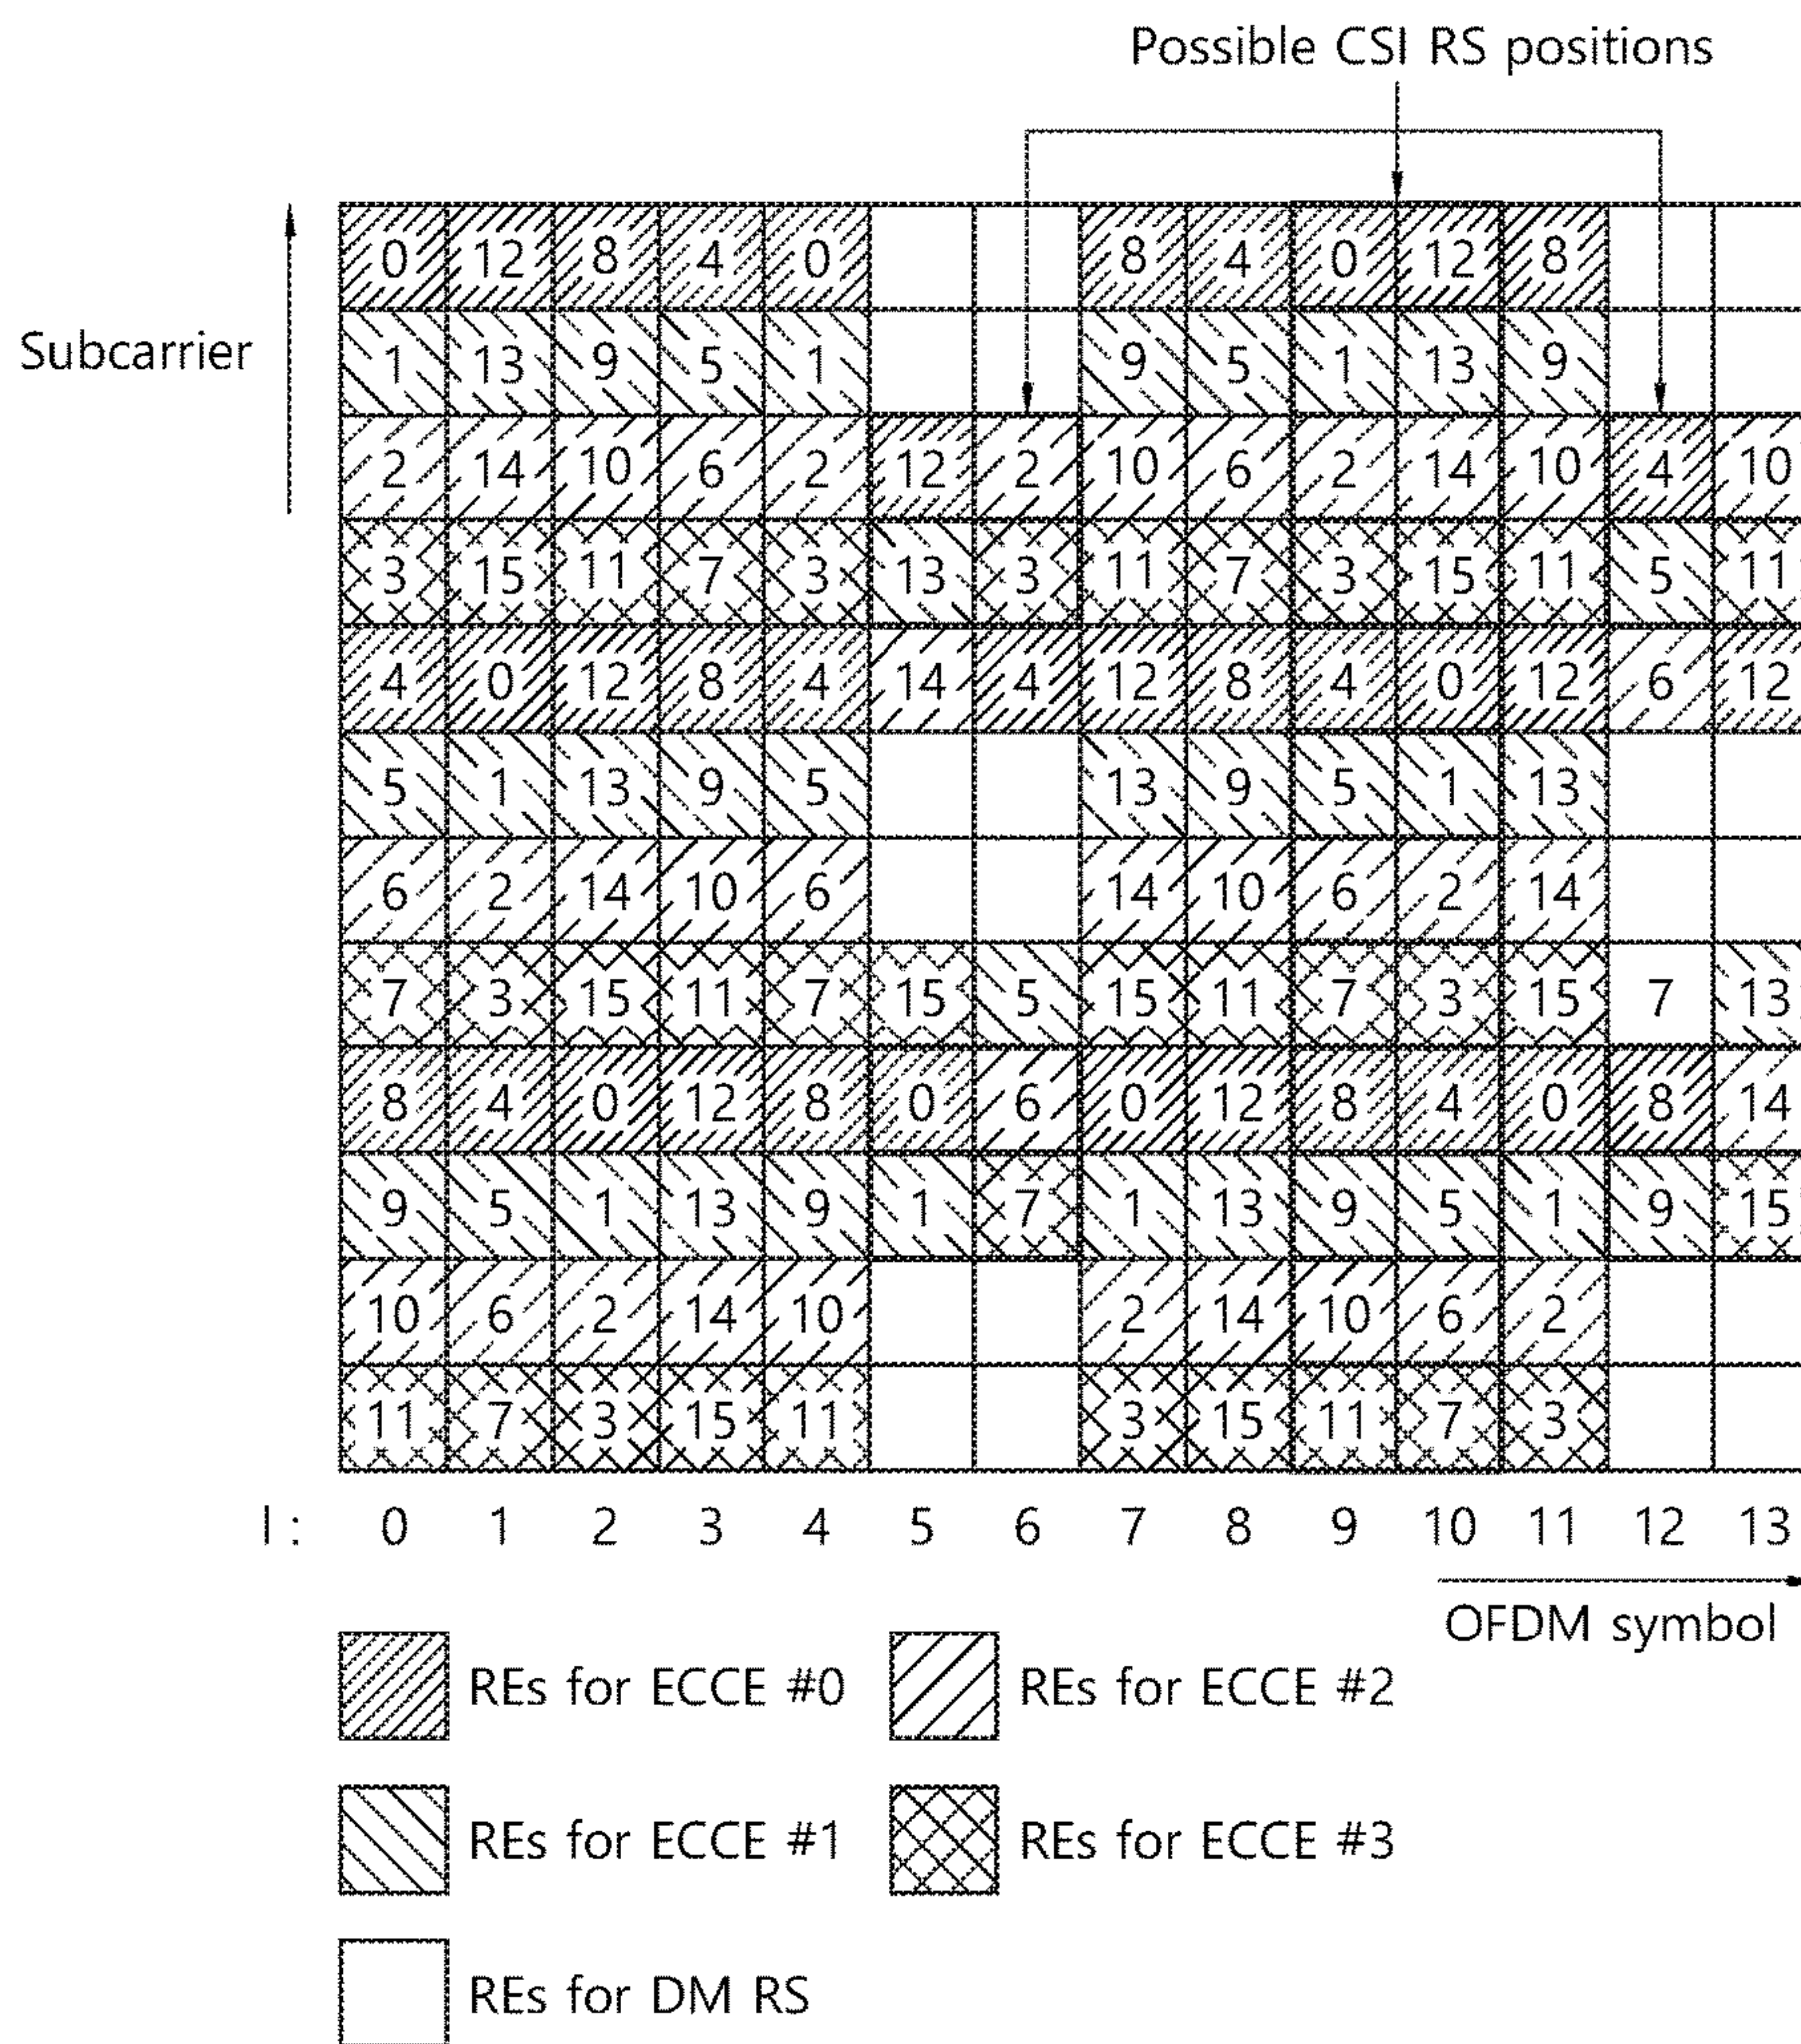 Possible CSI RS positions
Subcarrier
0 12 8 4 0 8 4 0 12 8
1 13 9 5 1 9 5 1 13 9
2 14 10 6 2 12 2 10 6 2 14 10 4 10
3 15 11 7 3 13 3 11 7 3 15 11 5 11
4 0 12 8 4 14 4 12 8 4 0 12 6 12
5 1 13 9 5 13 9 5 1 13
6 2 14 10 6 14 10 6 2 14
7 3 15 11 7 15 5 15 11 7 3 15 7 13
8 4 0 12 8 0 6 0 12 8 4 0 8 14
9 5 1 13 9 1 7 1 13 9 5 1 9 15
10 6 2 14 10 2 14 10 6 2
11 7 3 15 11 3 15 11 7 3
l : 0 1 2 3 4 5 6 7 8 9 10 11 12 13
OFDM symbol
REs for ECCE #0 REs for ECCE #2
REs for ECCE #1 REs for ECCE #3
REs for DM RS